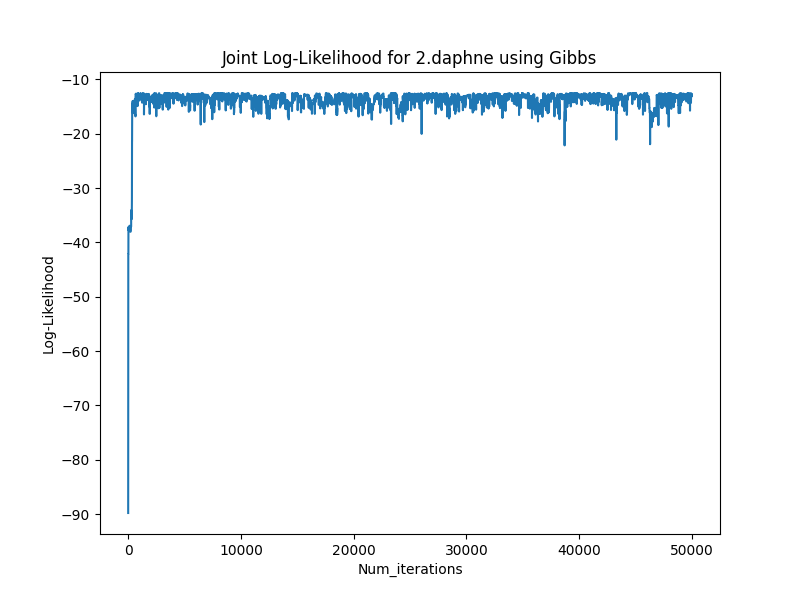 Joint Log-Likelihood for 2.daphne using Gibbs
−10
−20
−30
−40
−50
−60
−70
−80
−90
Log-Likelihood
0 10000 20000 30000 40000 50000
Num_iterations